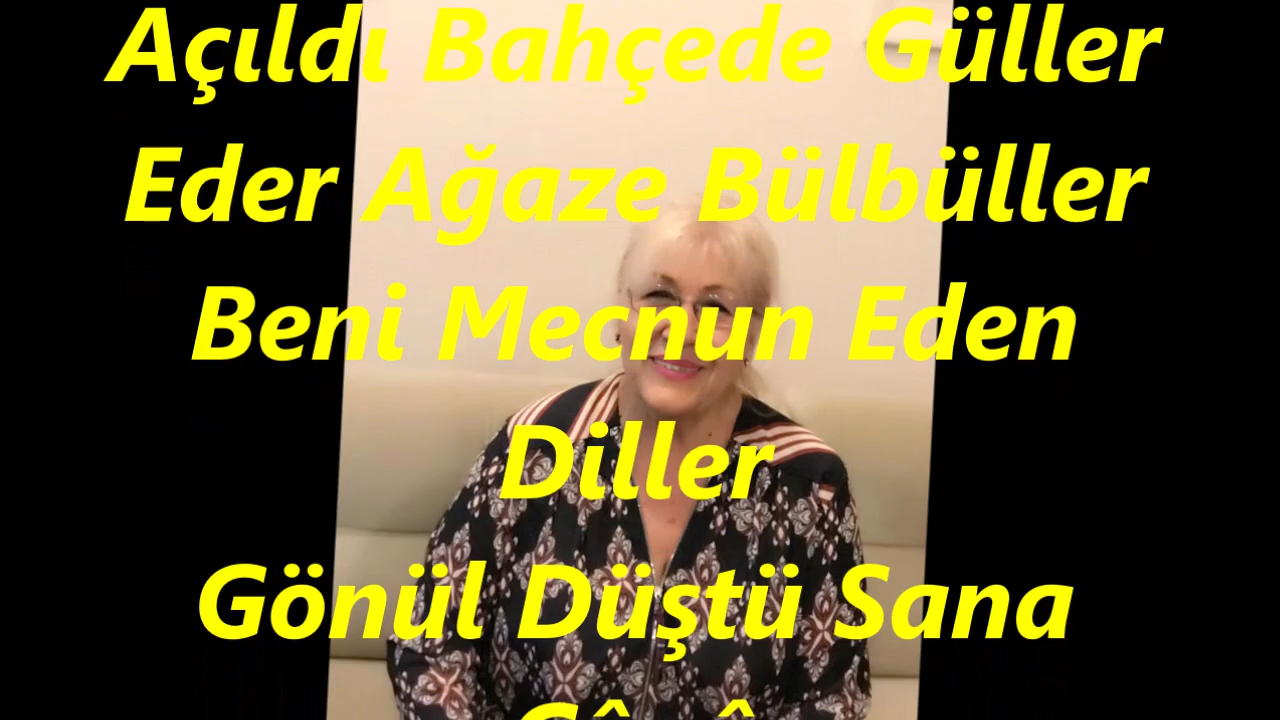 Açıldı Bahçede Güller
Eder Ağaze Bülbüller
Beni Mecnun Eden
Diller
Gönül Düştü Sana